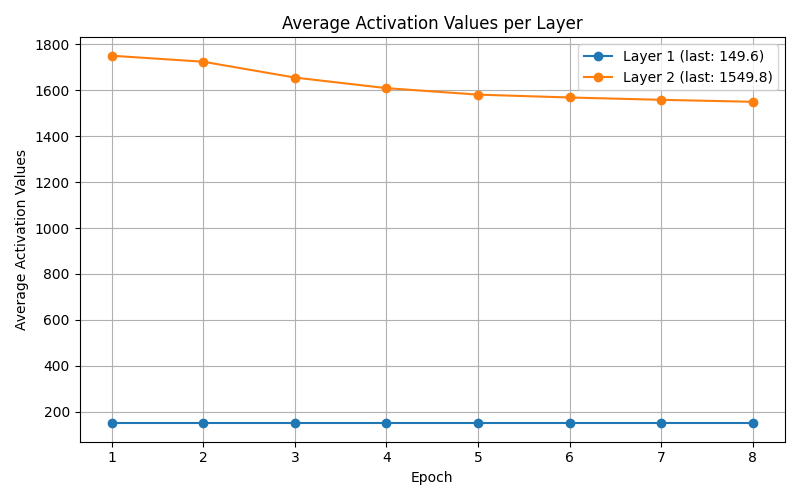 Average Activation Values per Layer
Layer 1 (last: 149.6)
Layer 2 (last: 1549.8)
Average Activation Values
1800
1600
1400
1200
1000
800
600
400
200
1 2 3 4 5 6 7 8
Epoch